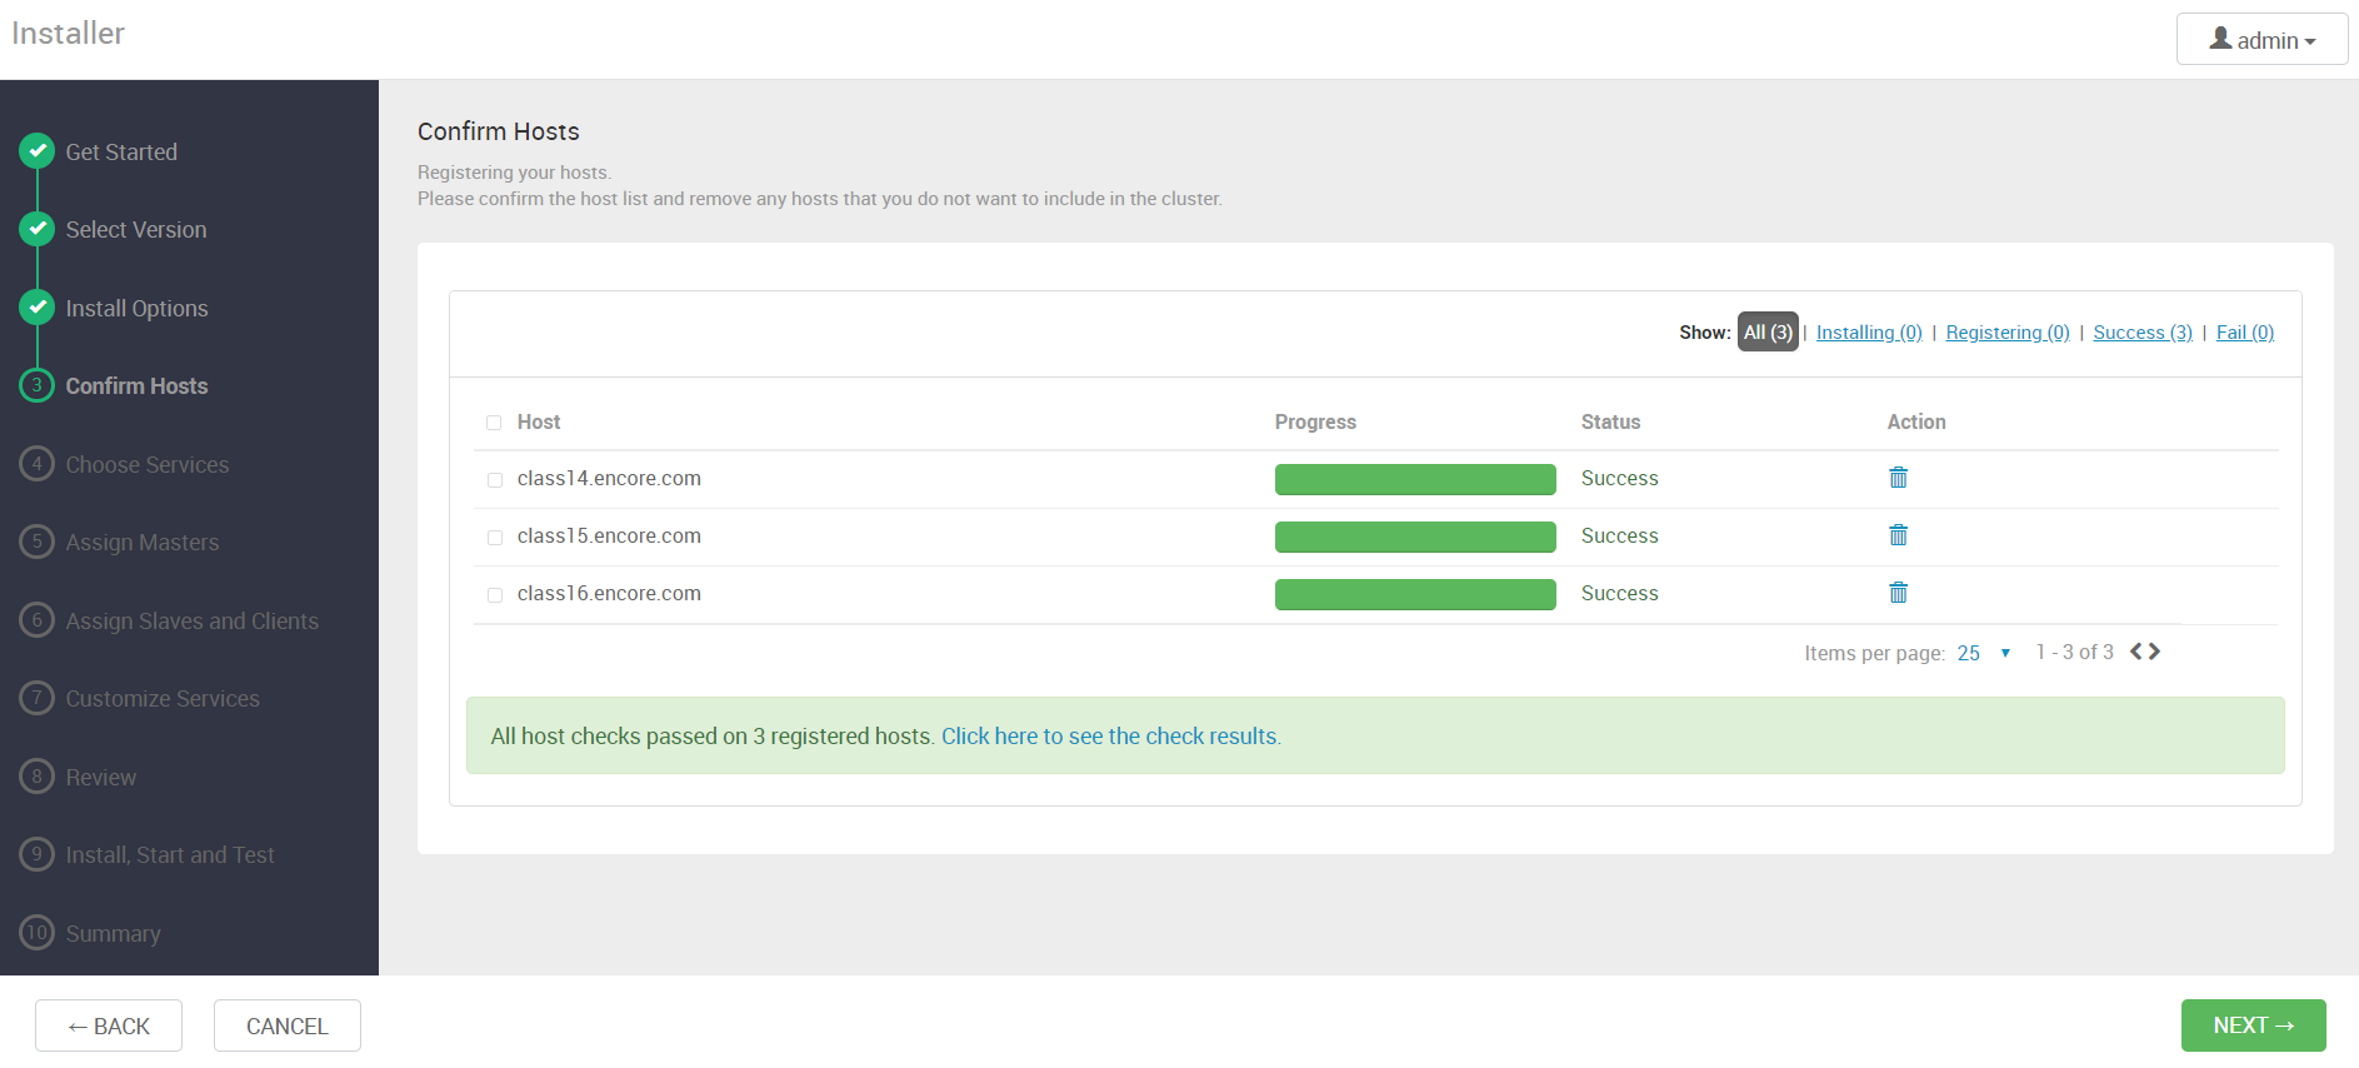 Installer
admin
Get Started
Select Version
Install Options
3 Confirm Hosts
4 Choose Services
5 Assign Masters
6 Assign Slaves and Clients
7 Customize Services
8 Review
9 Install, Start and Test
10 Summary
Confirm Hosts
Registering your hosts.
Please confirm the host list and remove any hosts that you do not want to include in the cluster.
Show: All (3) | Installing (0) | Registering (0) | Success (3) | Fail (0)
Host Progress Status Action
class14.encore.com Success
class15.encore.com Success
class16.encore.com Success
Items per page: 25 1 - 3 of 3
All host checks passed on 3 registered hosts. Click here to see the check results.
← BACK CANCEL NEXT →